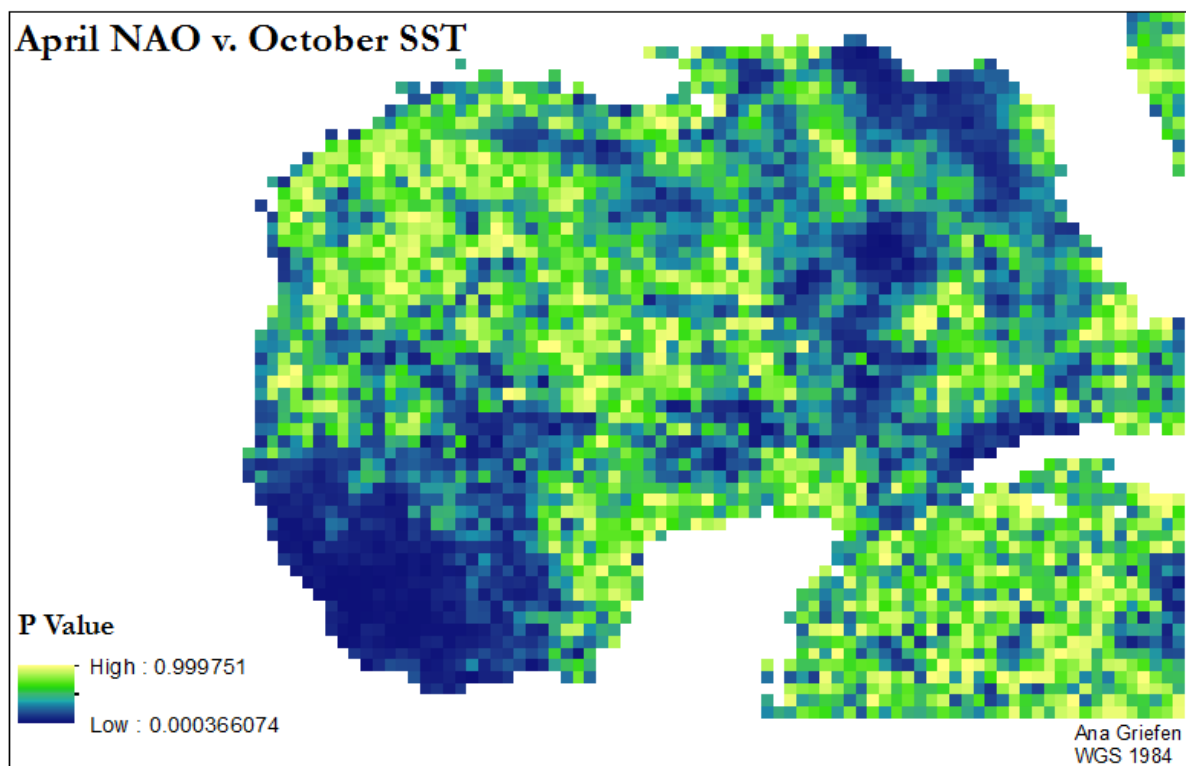 April NAO v. October SST
P Value
High : 0.999751
Low : 0.000366074
Ana Griefen
WGS 1984